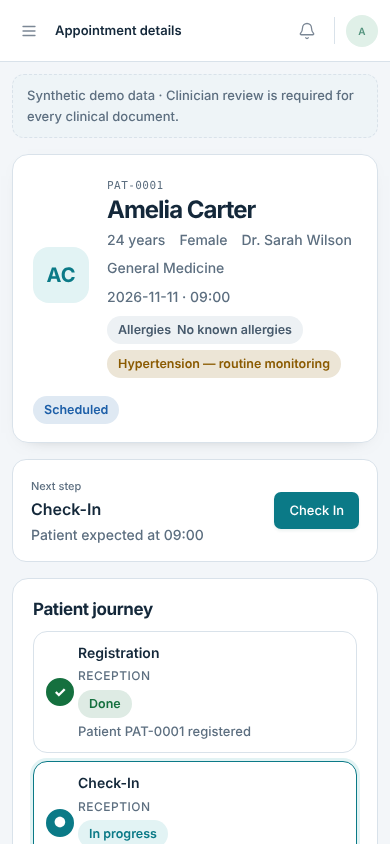 Appointment details
A
Synthetic demo data · Clinician review is required for
every clinical document.
PAT-0001
Amelia Carter
AC
24 years Female Dr. Sarah Wilson
General Medicine
2026-11-11 · 09:00
Allergies No known allergies
Hypertension — routine monitoring
Scheduled
Next step
Check-In
Patient expected at 09:00
Check In
Patient journey
Registration
RECEPTION
Done
Patient PAT-0001 registered
Check-In
RECEPTION
In progress